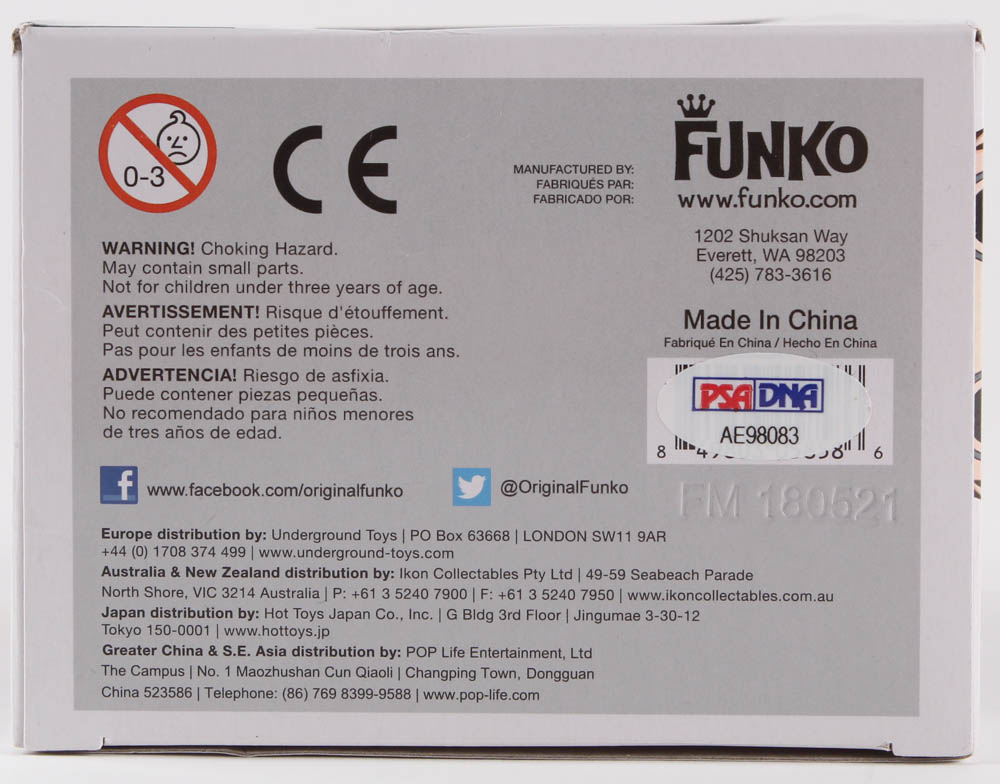 0-3
CE
MANUFACTURED BY:
FABRIQUÉS PAR:
FABRICADO POR:
FUNKO
www.funko.com
1202 Shuksan Way
Everett, WA 98203
(425) 783-3616
WARNING! Choking Hazard.
May contain small parts.
Not for children under three years of age.
AVERTISSEMENT! Risque d'étouffement.
Peut contenir des petites pièces.
Pas pour les enfants de moins de trois ans.
ADVERTENCIA! Riesgo de asfixia.
Puede contener piezas pequeñas.
No recomendado para niños menores
de tres años de edad.
Made In China
Fabriqué En China / Hecho En China
PSA DNA
AE98083
8 6
FM 180521
www.facebook.com/originalfunko
@OriginalFunko
Europe distribution by: Underground Toys | PO Box 63668 | LONDON SW11 9AR
+44 (0) 1708 374 499 | www.underground-toys.com
Australia & New Zealand distribution by: Ikon Collectables Pty Ltd | 49-59 Seabeach Parade
North Shore, VIC 3214 Australia | P: +61 3 5240 7900 | F: +61 3 5240 7950 | www.ikoncollectables.com.au
Japan distribution by: Hot Toys Japan Co., Inc. | G Bldg 3rd Floor | Jingumae 3-30-12
Tokyo 150-0001 | www.hottoys.jp
Greater China & S.E. Asia distribution by: POP Life Entertainment, Ltd
The Campus | No. 1 Maozhushan Cun Qiaoli | Changping Town, Dongguan
China 523586 | Telephone: (86) 769 8399-9588 | www.pop-life.com